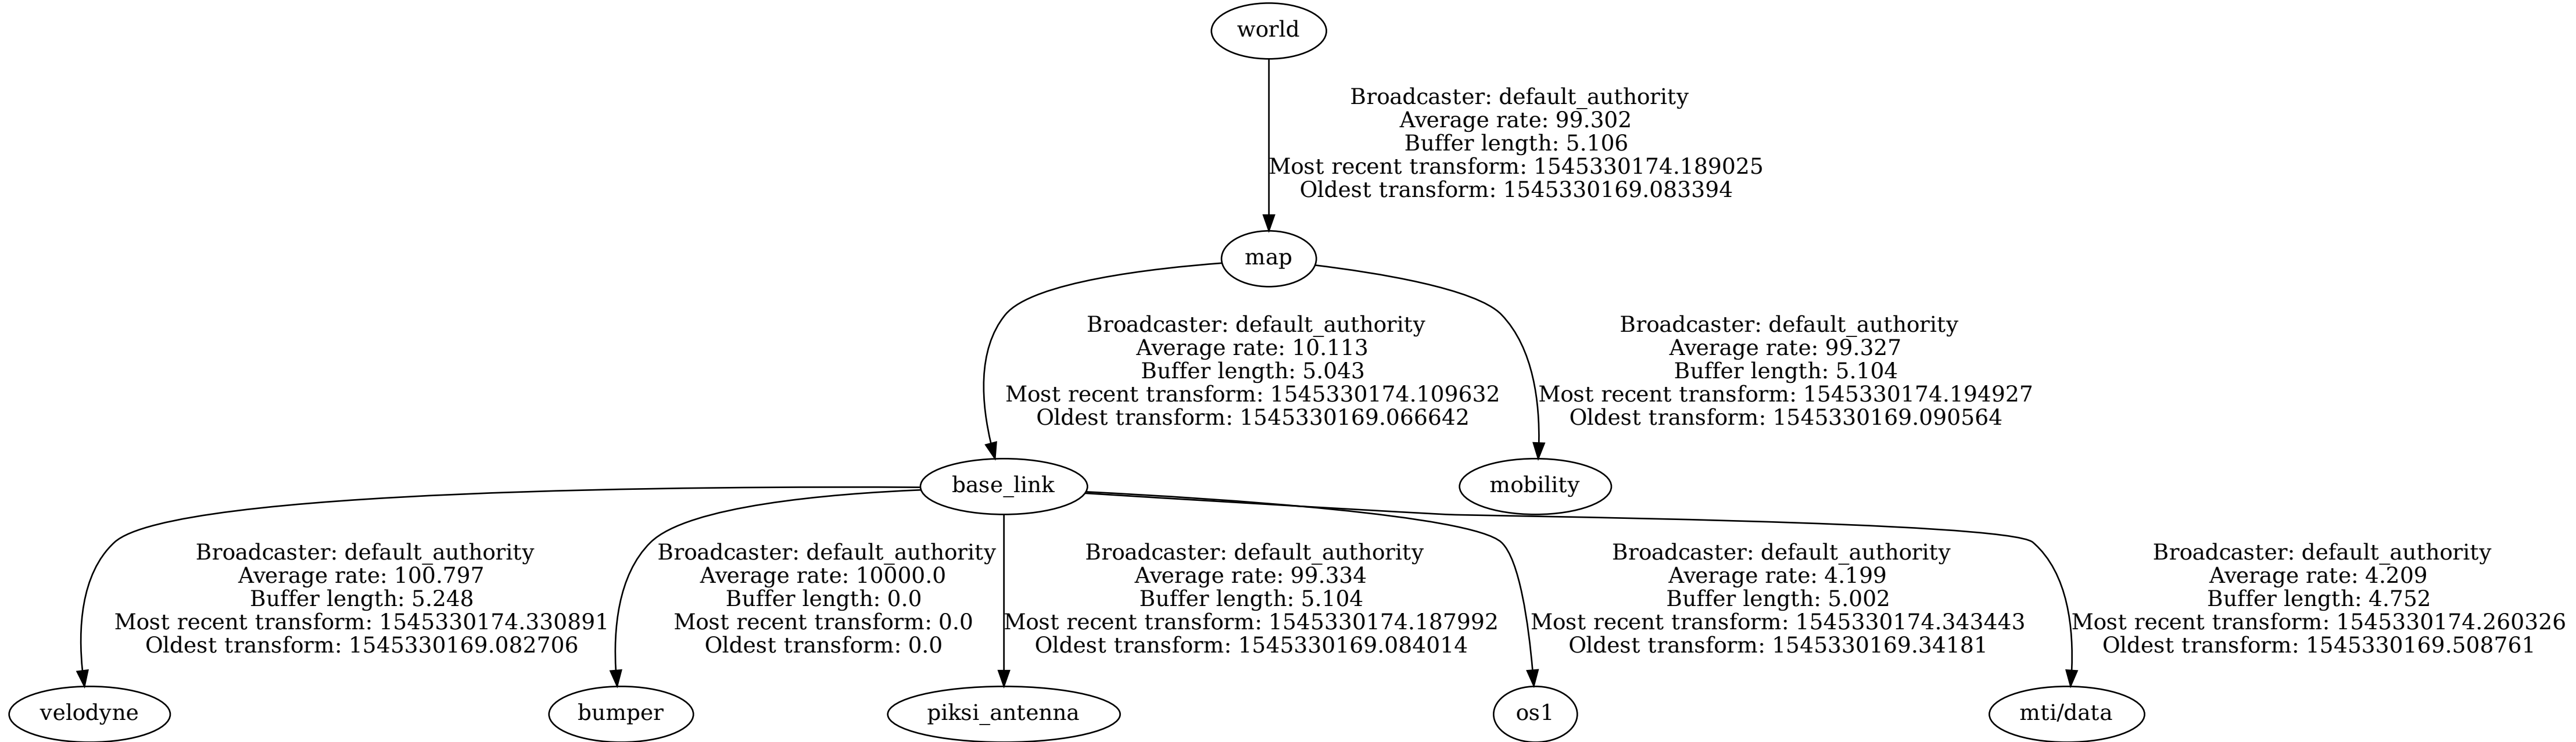 world
Broadcaster: default_authority
Average rate: 99.302
Buffer length: 5.106
Most recent transform: 1545330174.189025
Oldest transform: 1545330169.083394
map
Broadcaster: default_authority
Average rate: 10.113
Buffer length: 5.043
Most recent transform: 1545330174.109632
Oldest transform: 1545330169.066642
Broadcaster: default_authority
Average rate: 99.327
Buffer length: 5.104
Most recent transform: 1545330174.194927
Oldest transform: 1545330169.090564
base_link
mobility
Broadcaster: default_authority
Average rate: 100.797
Buffer length: 5.248
Most recent transform: 1545330174.330891
Oldest transform: 1545330169.082706
Broadcaster: default_authority
Average rate: 10000.0
Buffer length: 0.0
Most recent transform: 0.0
Oldest transform: 0.0
Broadcaster: default_authority
Average rate: 99.334
Buffer length: 5.104
Most recent transform: 1545330174.187992
Oldest transform: 1545330169.084014
Broadcaster: default_authority
Average rate: 4.199
Buffer length: 5.002
Most recent transform: 1545330174.343443
Oldest transform: 1545330169.34181
Broadcaster: default_authority
Average rate: 4.209
Buffer length: 4.752
Most recent transform: 1545330174.260326
Oldest transform: 1545330169.508761
velodyne
bumper
piksi_antenna
os1
mti/data